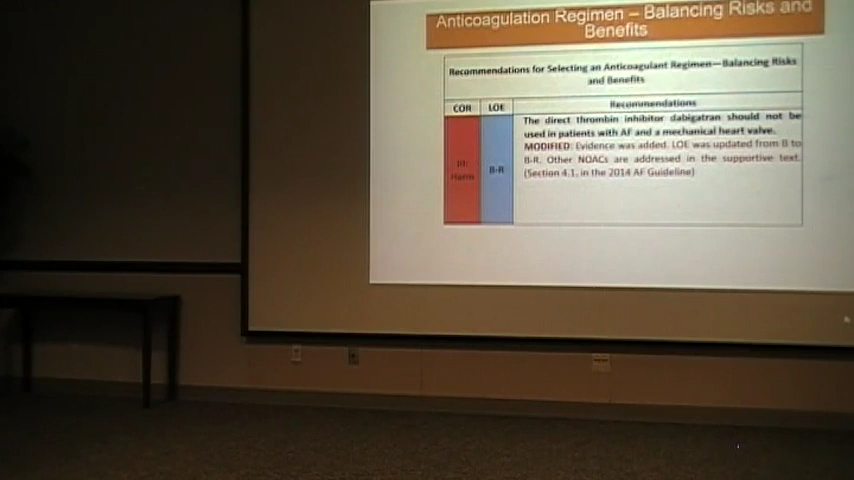 Anticoagulation Regimen – Balancing Risks and
Benefits
Recommendations for Selecting an Anticoagulant Regimen—Balancing Risks
and Benefits
COR LOE Recommendations
The direct thrombin inhibitor dabigatran should not be
used in patients with AF and a mechanical heart valve.
MODIFIED: Evidence was added. LOE was updated from B to
B-R. Other NOACs are addressed in the supportive text.
(Section 4.1. in the 2014 AF Guideline)
III:
Harm
B-R